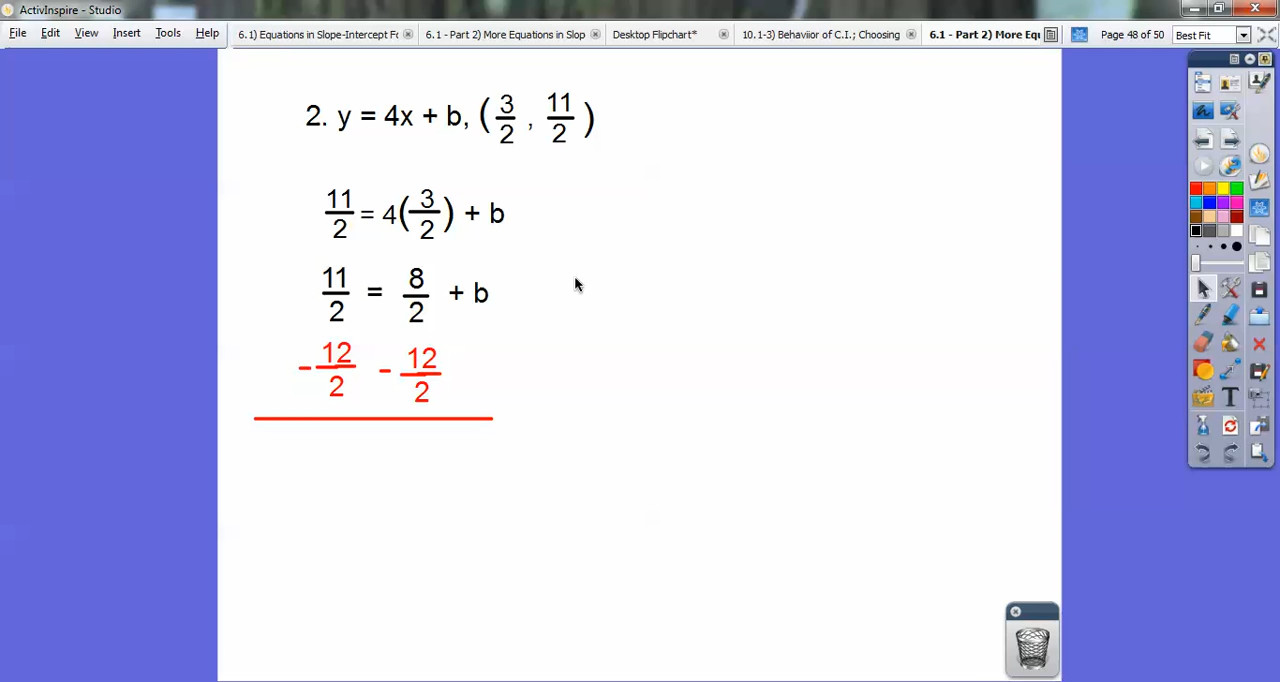 ActivInspire - Studio
File Edit View Insert Tools Help
6.1) Equations in Slope-Intercept Fo 6.1 - Part 2) More Equations in Slop Desktop Flipchart* 10.1-3) Behavior of C.I.; Choosing 6.1 - Part 2) More Equ Page 48 of 50 Best Fit
2. y = 4x + b, (3/2, 11/2)
11/2 = 4(3/2) + b
11/2 = 8/2 + b
-12/2 -12/2